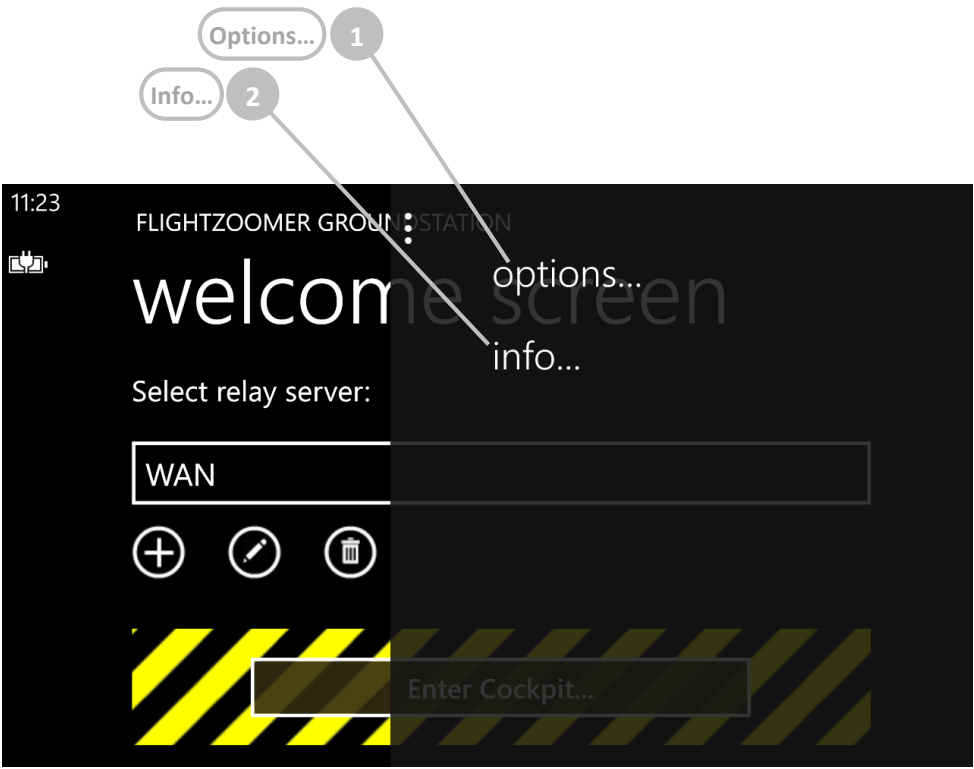 Options... 1
Info... 2
11:23
FLIGHTZOOMER GROUNDSTATION
welcome screen
options...
info...
Select relay server:
WAN
Enter Cockpit...